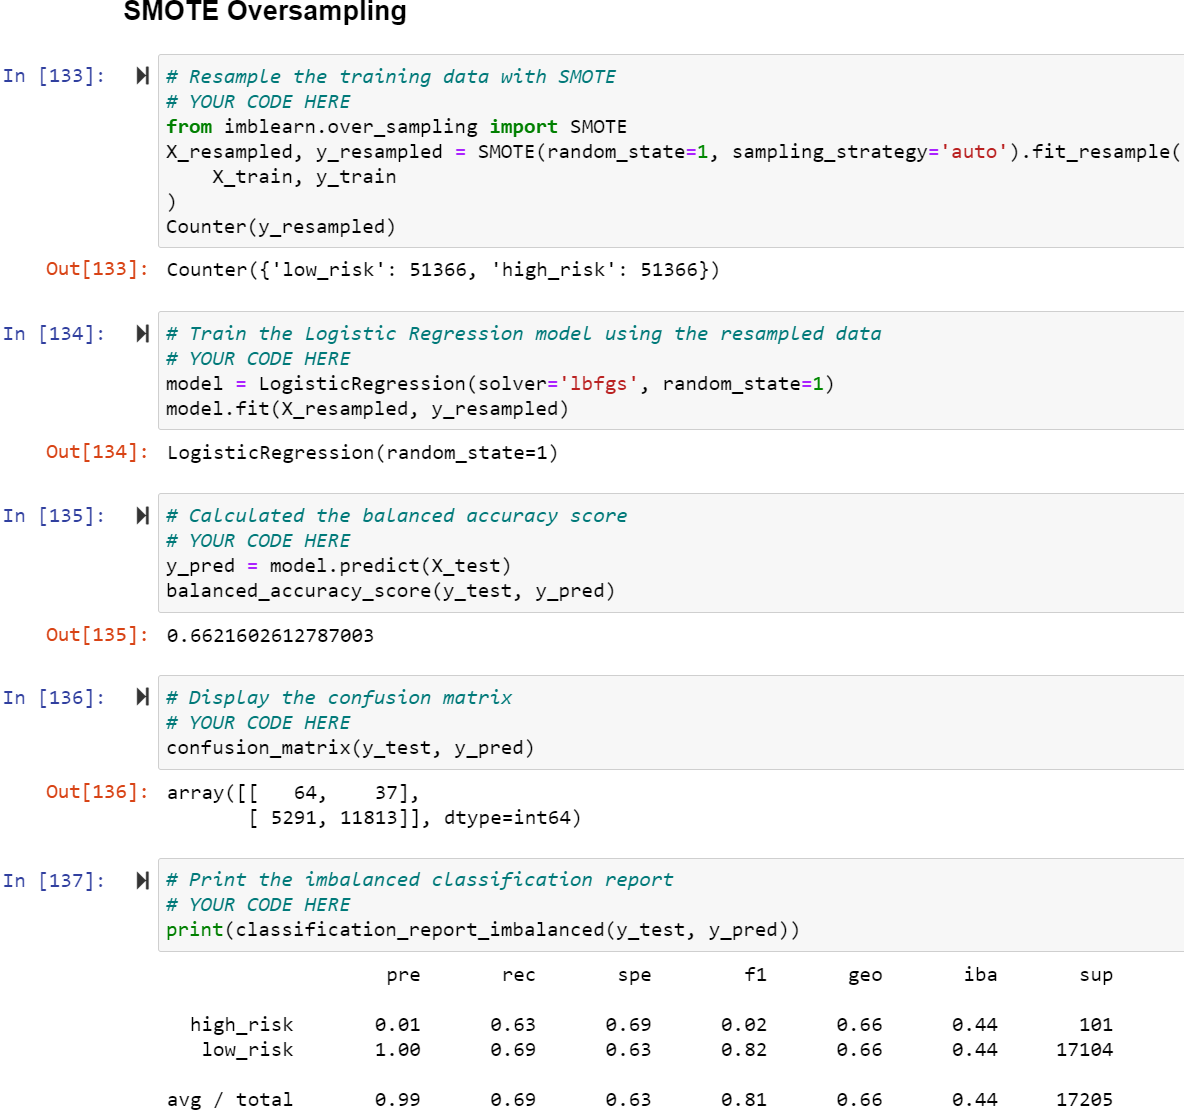 SMOTE Oversampling
In [133]:
# Resample the training data with SMOTE
# YOUR CODE HERE
from imblearn.over_sampling import SMOTE
X_resampled, y_resampled = SMOTE(random_state=1, sampling_strategy='auto').fit_resample(
    X_train, y_train
)
Counter(y_resampled)
Out[133]: Counter({'low_risk': 51366, 'high_risk': 51366})
In [134]:
# Train the Logistic Regression model using the resampled data
# YOUR CODE HERE
model = LogisticRegression(solver='lbfgs', random_state=1)
model.fit(X_resampled, y_resampled)
Out[134]: LogisticRegression(random_state=1)
In [135]:
# Calculated the balanced accuracy score
# YOUR CODE HERE
y_pred = model.predict(X_test)
balanced_accuracy_score(y_test, y_pred)
Out[135]: 0.6621602612787003
In [136]:
# Display the confusion matrix
# YOUR CODE HERE
confusion_matrix(y_test, y_pred)
Out[136]: array([[   64,    37],
       [ 5291, 11813]], dtype=int64)
In [137]:
# Print the imbalanced classification report
# YOUR CODE HERE
print(classification_report_imbalanced(y_test, y_pred))
pre rec spe f1 geo iba sup
high_risk 0.01 0.63 0.69 0.02 0.66 0.44 101
low_risk 1.00 0.69 0.63 0.82 0.66 0.44 17104
avg / total 0.99 0.69 0.63 0.81 0.66 0.44 17205